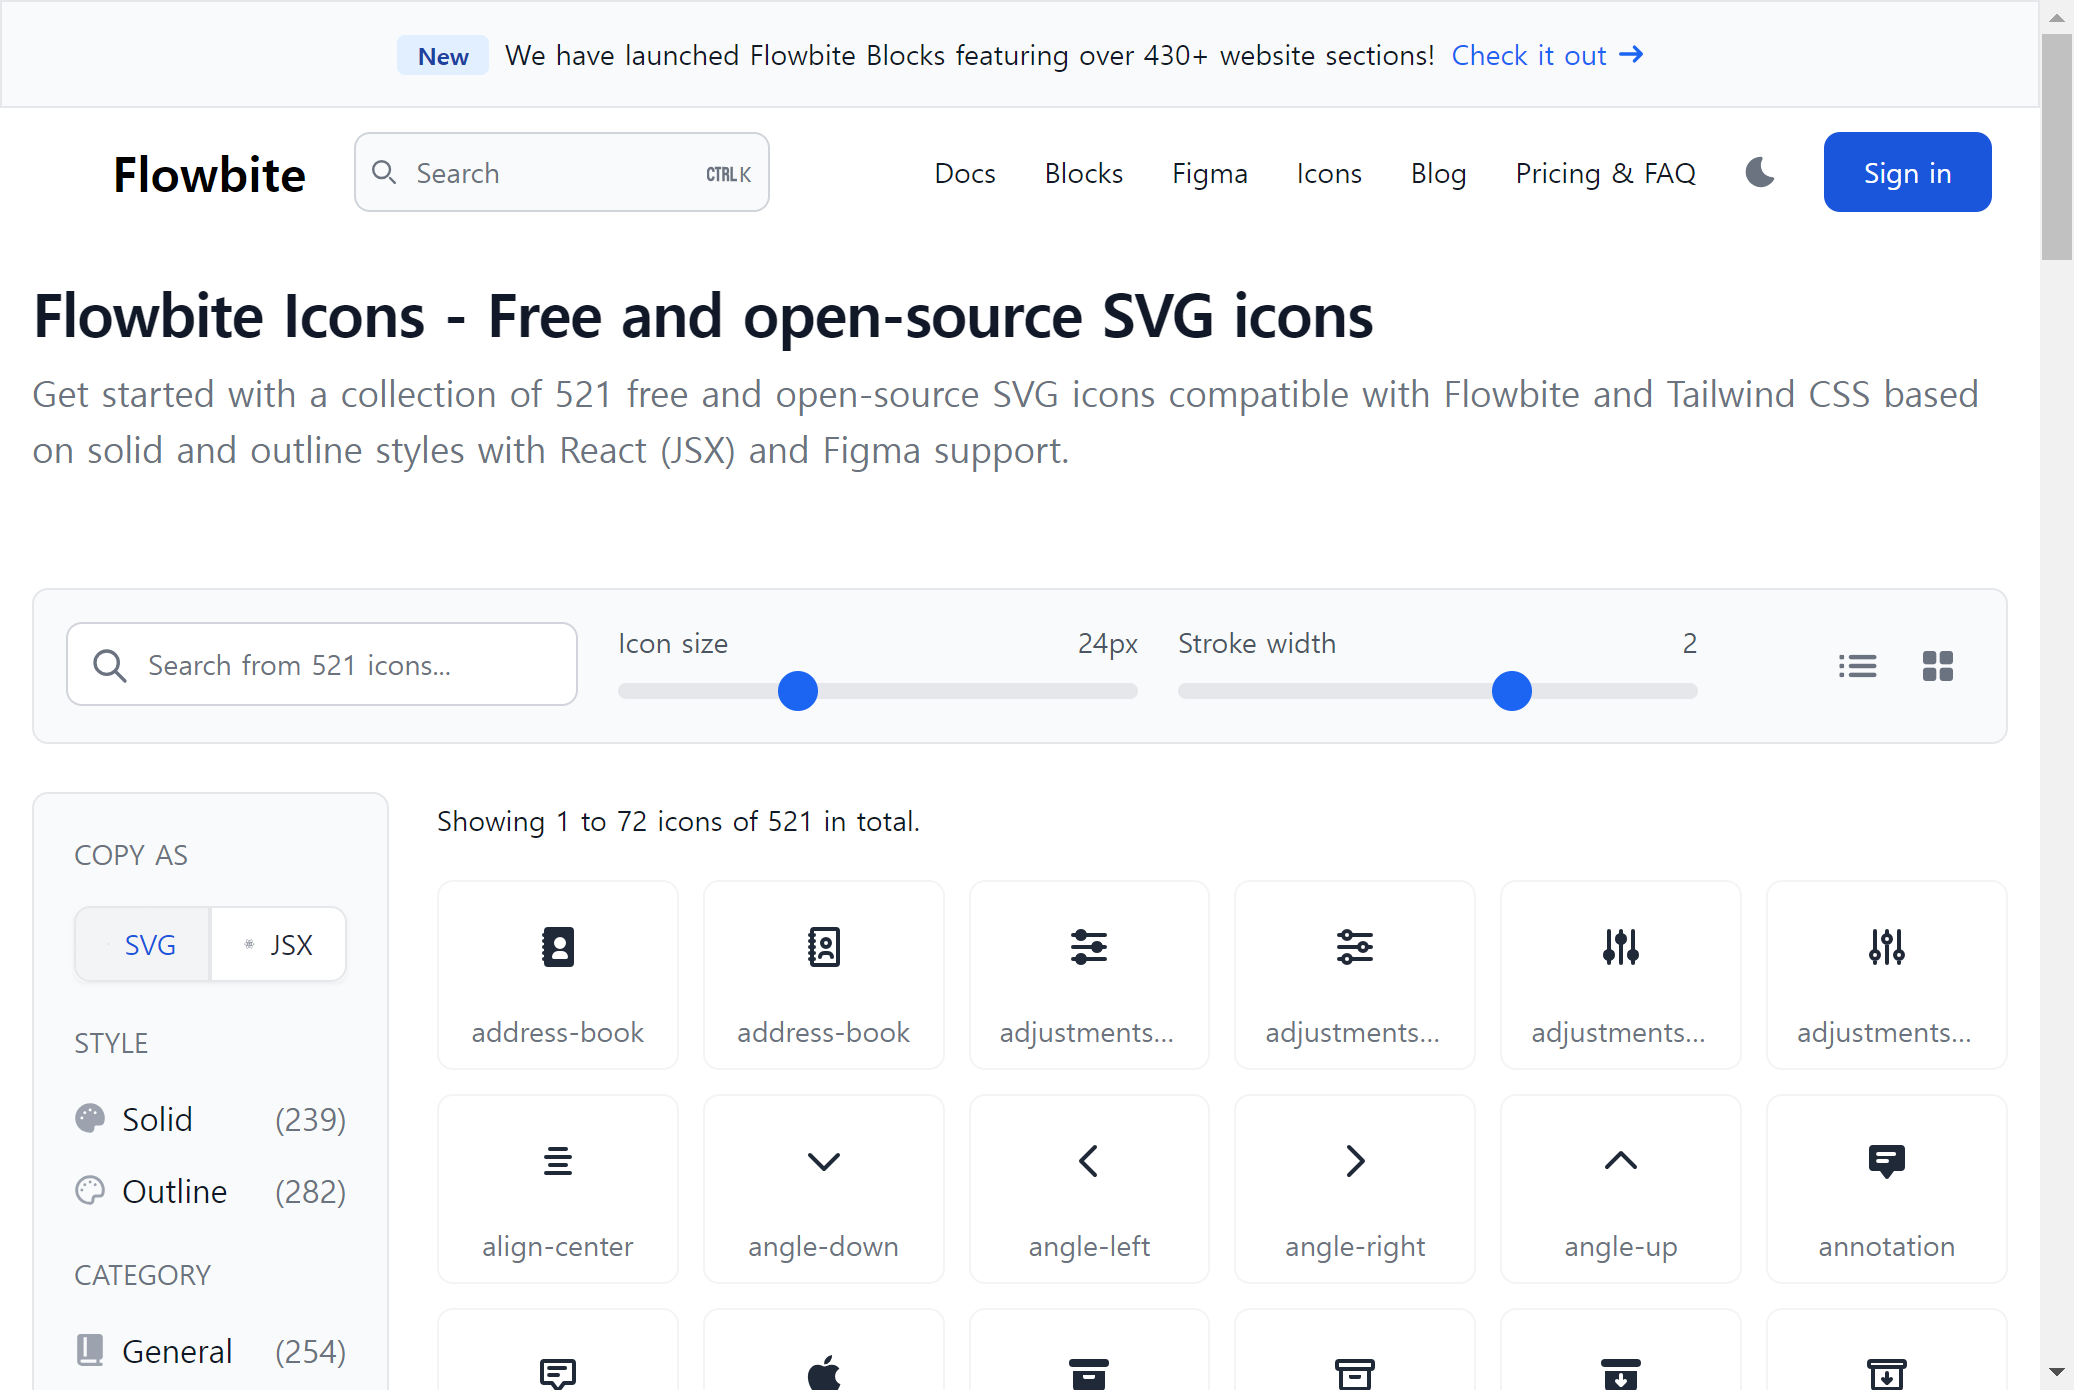 New We have launched Flowbite Blocks featuring over 430+ website sections! Check it out
Flowbite Search CTRL K Docs Blocks Figma Icons Blog Pricing & FAQ Sign in
Flowbite Icons - Free and open-source SVG icons
Get started with a collection of 521 free and open-source SVG icons compatible with Flowbite and Tailwind CSS based
on solid and outline styles with React (JSX) and Figma support.
Search from 521 icons...
Icon size 24px
Stroke width 2
COPY AS
SVG JSX
STYLE
Solid (239)
Outline (282)
CATEGORY
General (254)
Showing 1 to 72 icons of 521 in total.
address-book address-book adjustments... adjustments... adjustments... adjustments...
align-center angle-down angle-left angle-right angle-up annotation